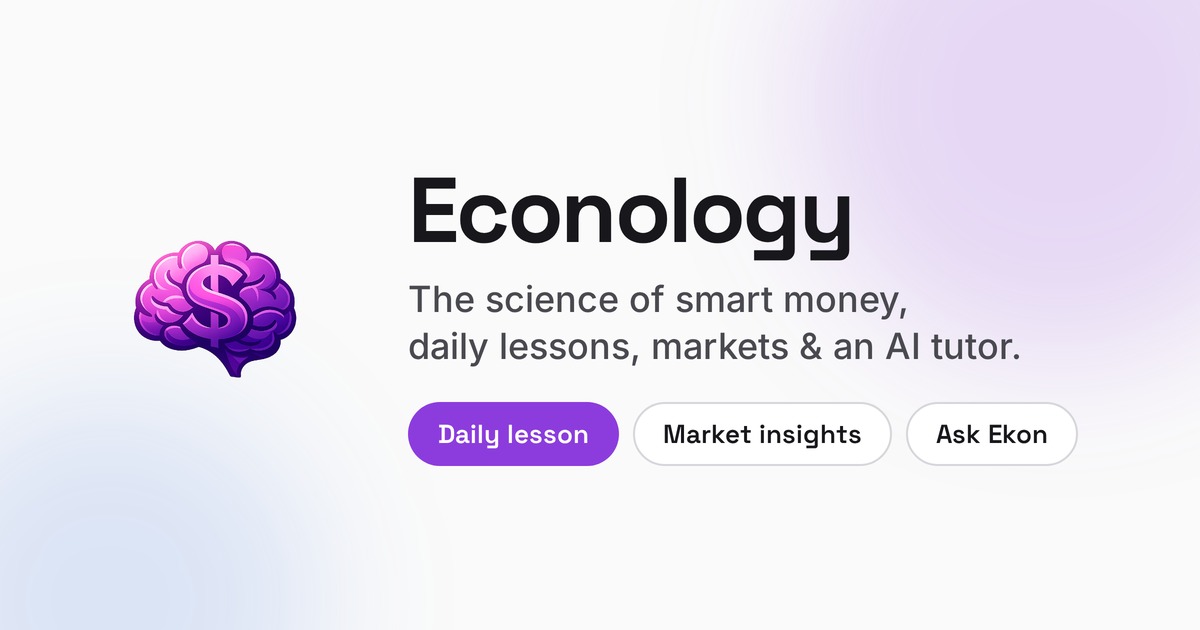 Econology
The science of smart money,
daily lessons, markets & an AI tutor.
Daily lesson
Market insights
Ask Ekon
$